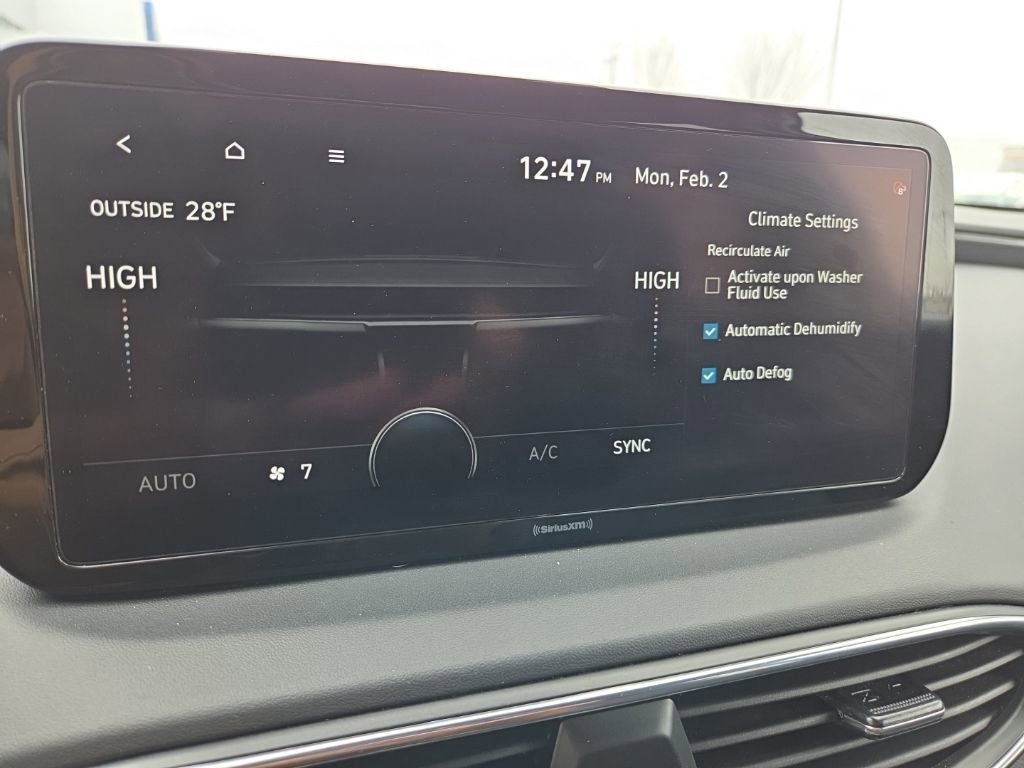 12:47 PM Mon, Feb. 2
OUTSIDE 28°F
HIGH
HIGH
Climate Settings
Recirculate Air
Activate upon Washer
Fluid Use
Automatic Dehumidify
Auto Defog
AUTO
7
A/C
SYNC
SiriusXM